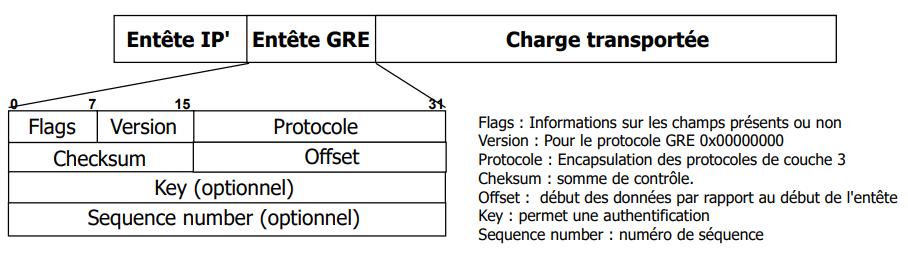 Entête IP' Entête GRE Charge transportée
0 7 15 31
Flags Version Protocole
Checksum Offset
Key (optionnel)
Sequence number (optionnel)
Flags : Informations sur les champs présents ou non
Version : Pour le protocole GRE 0x00000000
Protocole : Encapsulation des protocoles de couche 3
Cheksum : somme de contrôle.
Offset : début des données par rapport au début de l'entête
Key : permet une authentification
Sequence number : numéro de séquence